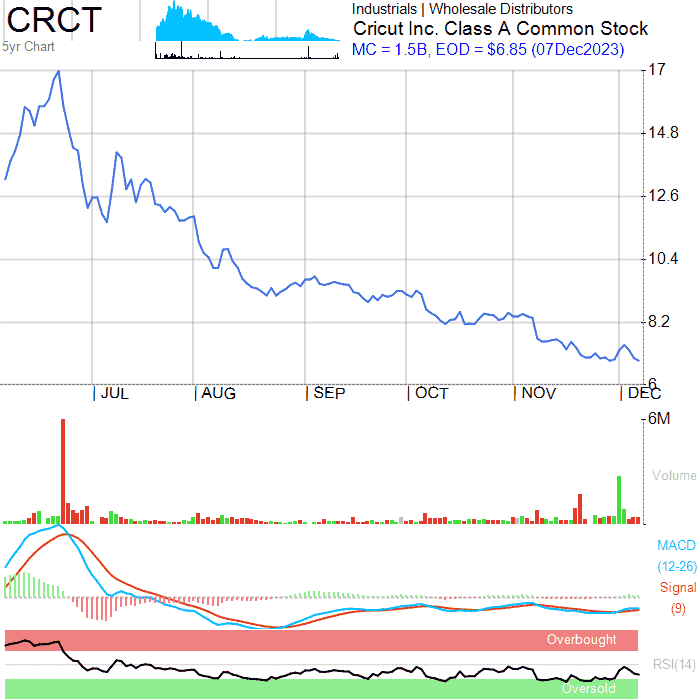 CRCT
5yr Chart
Industrials | Wholesale Distributors
Cricut Inc. Class A Common Stock
MC = 1.5B, EOD = $6.85 (07Dec2023)
17
14.8
12.6
10.4
8.2
6
| JUL | AUG | SEP | OCT | NOV | DEC
6M
Volume
MACD
(12-26)
Signal
(9)
Overbought
RSI(14)
Oversold